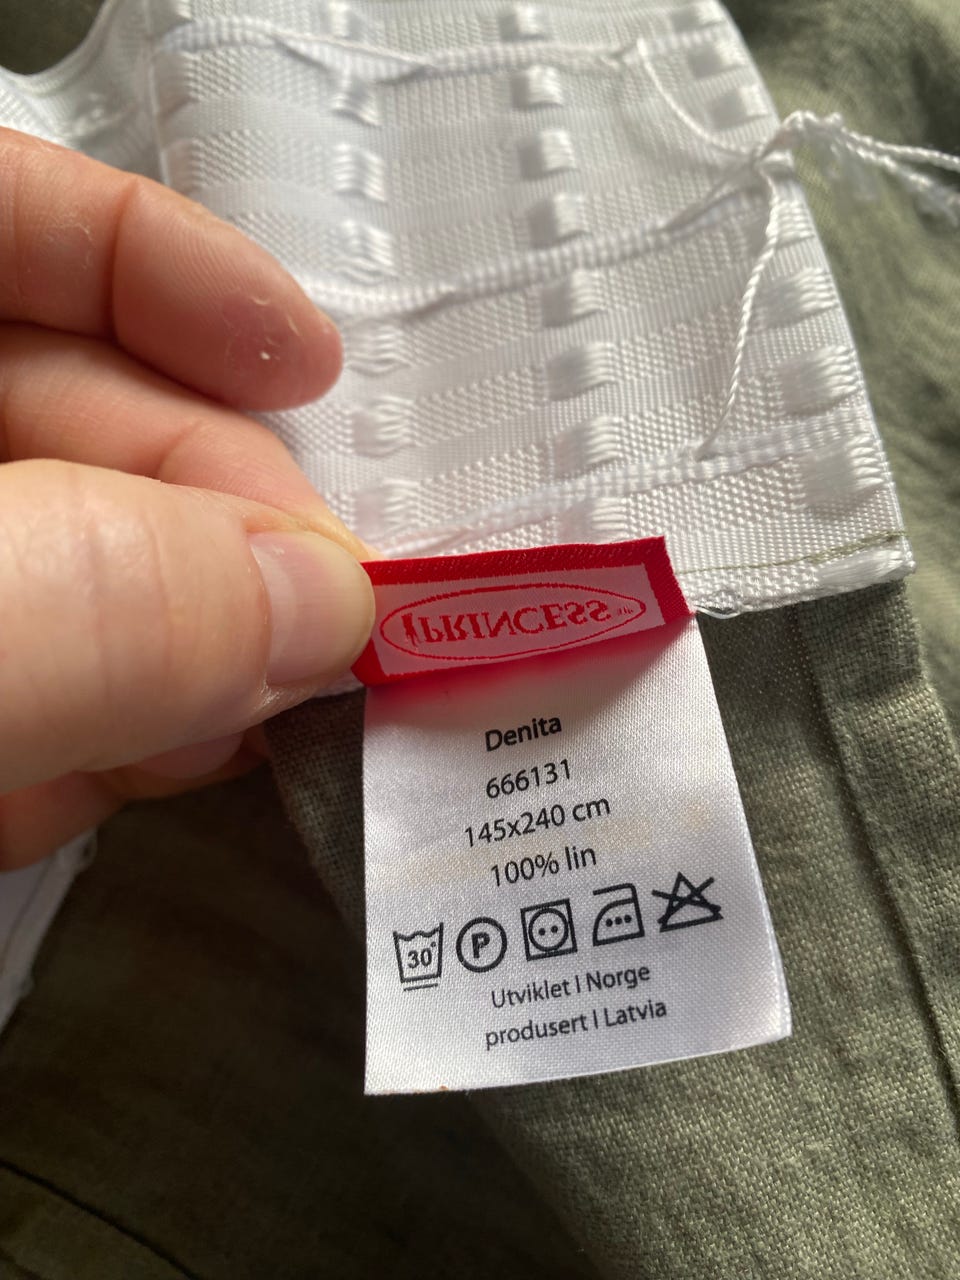 PRINCESS
Denita
666131
145x240 cm
100% lin
30° P
Utviklet I Norge
produsert I Latvia